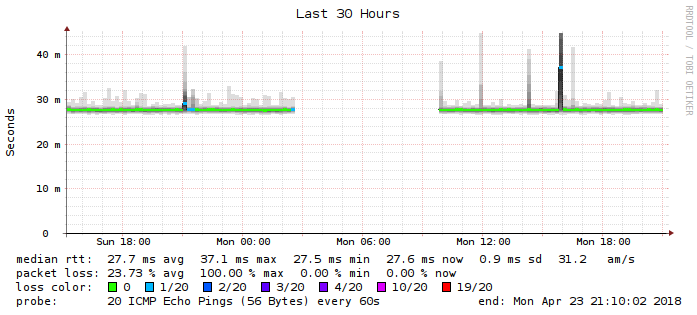 Last 30 Hours
RRDTOOL / TOBI OETIKER
Seconds
40 m
30 m
20 m
10 m
0
Sun 18:00 Mon 00:00 Mon 06:00 Mon 12:00 Mon 18:00
median rtt: 27.7 ms avg 37.1 ms max 27.5 ms min 27.6 ms now 0.9 ms sd 31.2 am/s
packet loss: 23.73 % avg 100.00 % max 0.00 % min 0.00 % now
loss color: 0 1/20 2/20 3/20 4/20 10/20 19/20
probe: 20 ICMP Echo Pings (56 Bytes) every 60s end: Mon Apr 23 21:10:02 2018